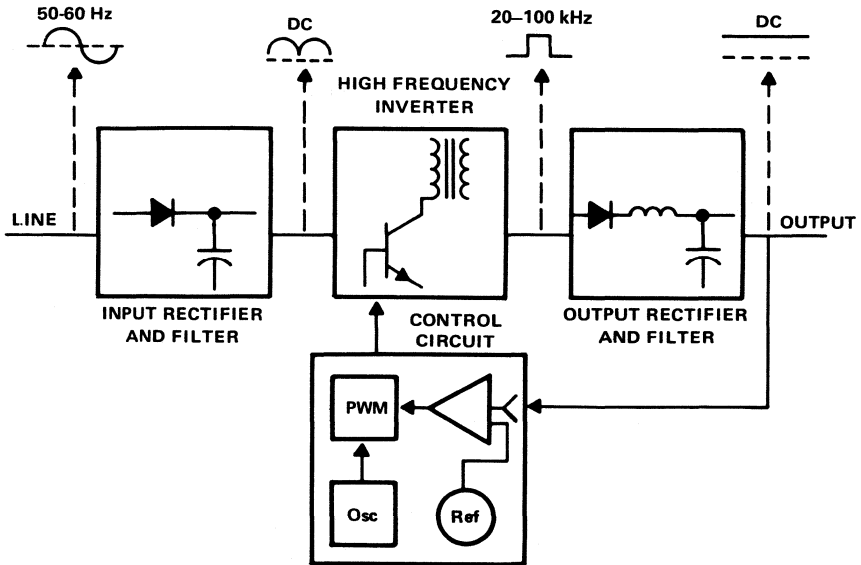 50-60 Hz
DC
20–100 kHz
DC
HIGH FREQUENCY
INVERTER
LINE
OUTPUT
INPUT RECTIFIER
AND FILTER
CONTROL
CIRCUIT
OUTPUT RECTIFIER
AND FILTER
PWM
Osc
Ref